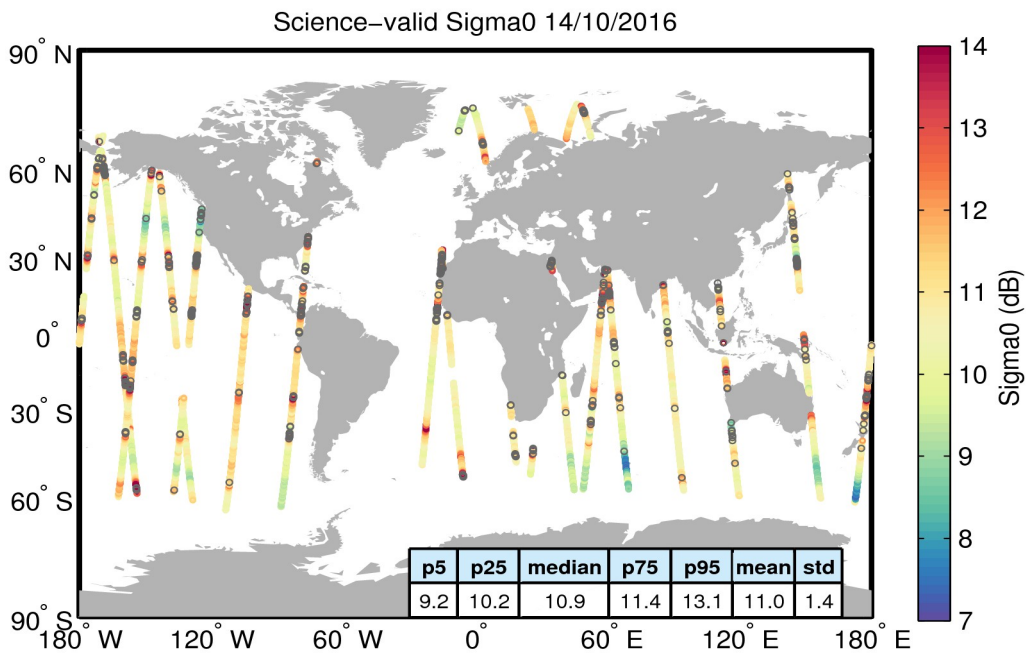 Science−valid Sigma0 14/10/2016
90° N
60° N
30° N
0°
30° S
60° S
90° S
180° W
120° W
60° W
0°
60° E
120° E
180° E
p5 p25 median p75 p95 mean std
9.2 10.2 10.9 11.4 13.1 11.0 1.4
14
13
12
11
10
9
8
7
Sigma0 (dB)